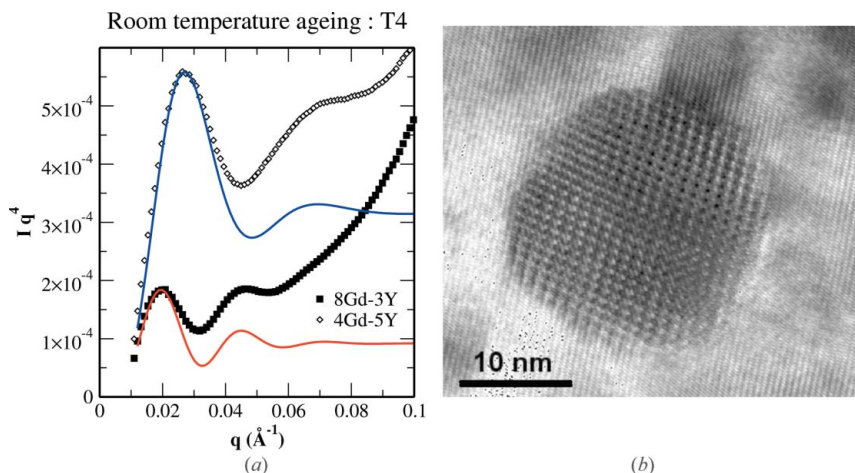 Room temperature ageing : T4
5×10⁻⁴
4×10⁻⁴
3×10⁻⁴
2×10⁻⁴
1×10⁻⁴
0
I q⁴
8Gd-3Y
4Gd-5Y
0 0.02 0.04 0.06 0.08 0.1
q (Å⁻¹)
10 nm
(a) (b)